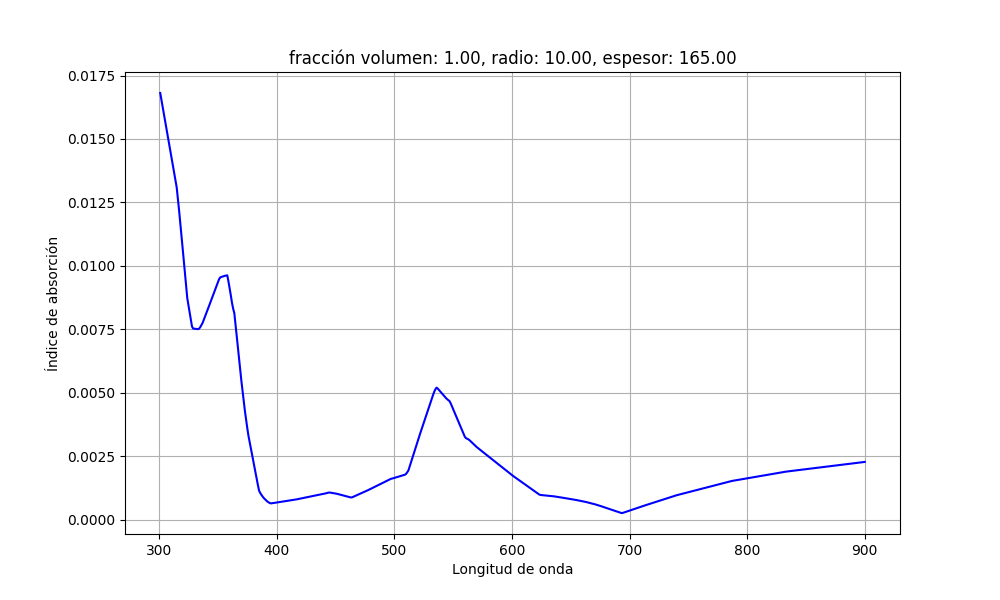 fracción volumen: 1.00, radio: 10.00, espesor: 165.00
0.0175
0.0150
0.0125
0.0100
0.0075
0.0050
0.0025
0.0000
Índice de absorción
300 400 500 600 700 800 900
Longitud de onda